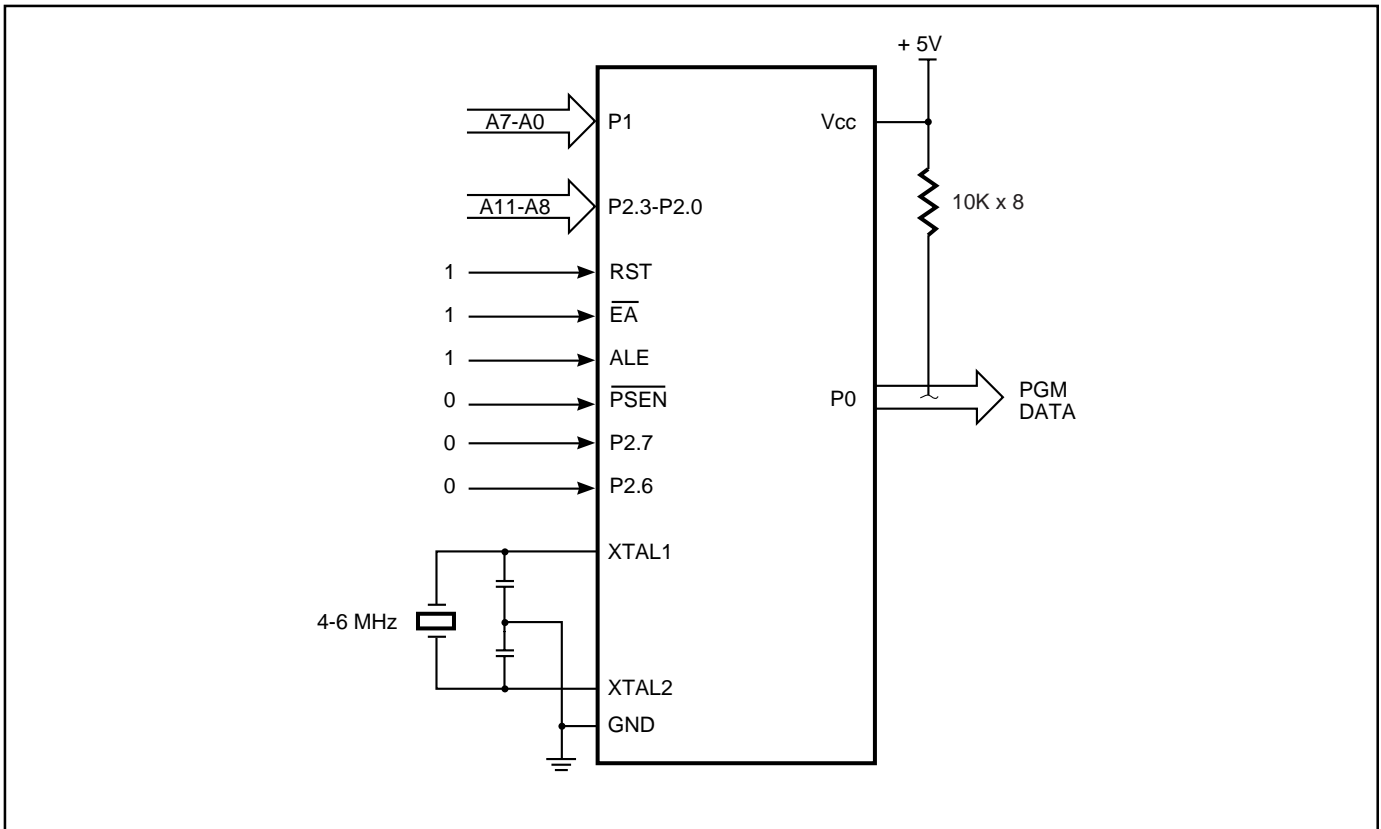 + 5V
A7-A0
P1
Vcc
A11-A8
P2.3-P2.0
10K x 8
1
RST
1
EA
1
ALE
0
PSEN
P0
PGM
DATA
0
P2.7
0
P2.6
XTAL1
4-6 MHz
XTAL2
GND